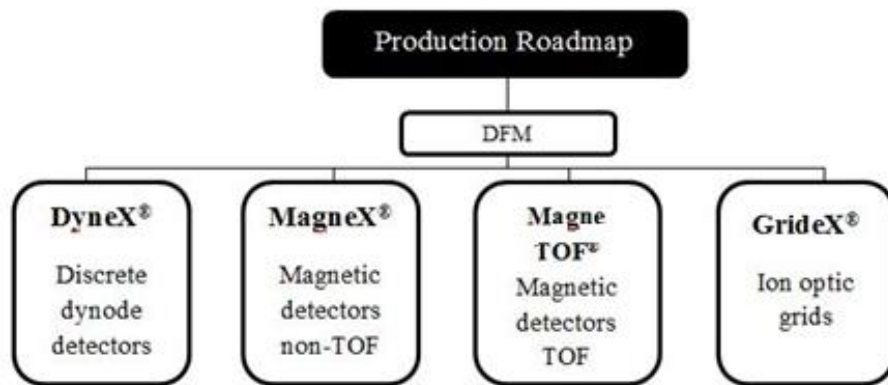 Production Roadmap
DFM
DyneX®
Discrete
dynode
detectors
MagneX®
Magnetic
detectors
non-TOF
Magne
TOF®
Magnetic
detectors
TOF
GrideX®
Ion optic
grids